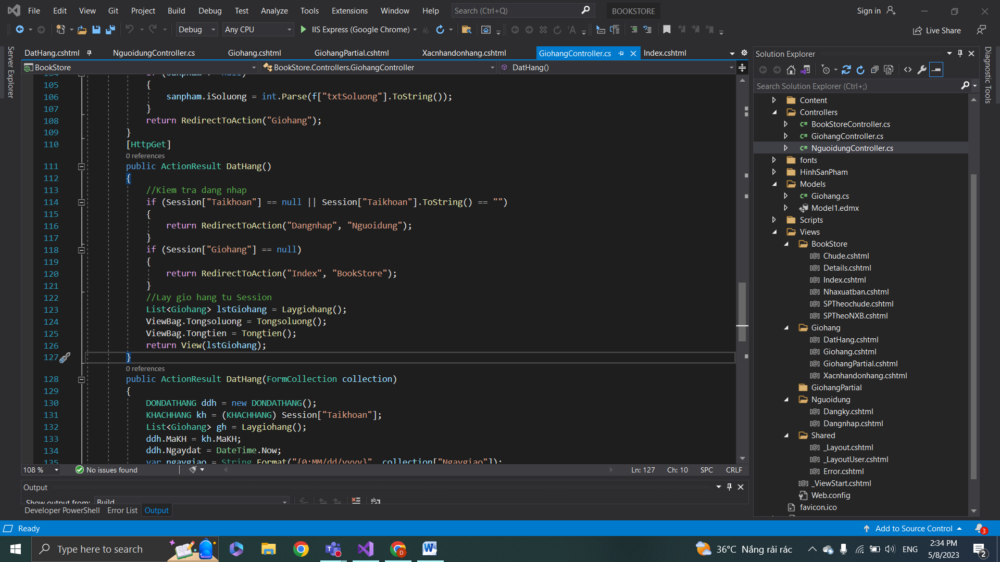 File Edit View Git Project Build Debug Test Analyze Tools Extensions Window Help Search (Ctrl+Q) BOOKSTORE Sign in
Debug Any CPU IIS Express (Google Chrome) Live Share
Server Explorer
DatHang.cshtml NguoidungController.cs Giohang.cshtml GiohangPartial.cshtml Xacnhandonhang.cshtml GiohangController.cs Index.cshtml
BookStore BookStore.Controllers.GiohangController DatHang()
105 {
106 sanpham.iSoluong = int.Parse(f["txtSoluong"].ToString());
107 }
108 return RedirectToAction("Giohang");
109 }
110 [HttpGet]
0 references
111 public ActionResult DatHang()
112 {
113 //Kiem tra dang nhap
114 if (Session["Taikhoan"] == null || Session["Taikhoan"].ToString() == "")
115 {
116 return RedirectToAction("Dangnhap", "Nguoidung");
117 }
118 if (Session["Giohang"] == null)
119 {
120 return RedirectToAction("Index", "BookStore");
121 }
122 //Lay gio hang tu Session
123 List<Giohang> lstGiohang = Laygiohang();
124 ViewBag.Tongsoluong = Tongsoluong();
125 ViewBag.Tongtien = Tongtien();
126 return View(lstGiohang);
127 }
0 references
128 public ActionResult DatHang(FormCollection collection)
129 {
130 DONDATHANG ddh = new DONDATHANG();
131 KHACHHANG kh = (KHACHHANG) Session["Taikhoan"];
132 List<Giohang> gh = Laygiohang();
133 ddh.MaKH = kh.MaKH;
134 ddh.Ngaydat = DateTime.Now;
135 var ngaygiao = String.Format("{0:MM/dd/yyyy}", collection["Ngaygiao"]);
108 % No issues found Ln: 127 Ch: 10 SPC CRLF
Output
Show output from: Build
Developer PowerShell Error List Output
Solution Explorer
Search Solution Explorer (Ctrl+;)
Content
Controllers
C# BookStoreController.cs
C# GiohangController.cs
C# NguoidungController.cs
fonts
HinhSanPham
Models
C# Giohang.cs
Model1.edmx
Scripts
Views
BookStore
[@] Chude.cshtml
[@] Details.cshtml
[@] Index.cshtml
[@] Nhaxuatban.cshtml
[@] SPTheochude.cshtml
[@] SPTheoNXB.cshtml
Giohang
[@] DatHang.cshtml
[@] Giohang.cshtml
[@] GiohangPartial.cshtml
[@] Xacnhandonhang.cshtml
GiohangPartial
Nguoidung
[@] Dangky.cshtml
[@] Dangnhap.cshtml
Shared
[@] _Layout.cshtml
[@] _LayoutUser.cshtml
[@] Error.cshtml
[@] _ViewStart.cshtml
Web.config
favicon.ico
Diagnostic Tools
Ready Add to Source Control 3
Type here to search 36°C Nắng rải rác ENG 2:34 PM
5/8/2023 2